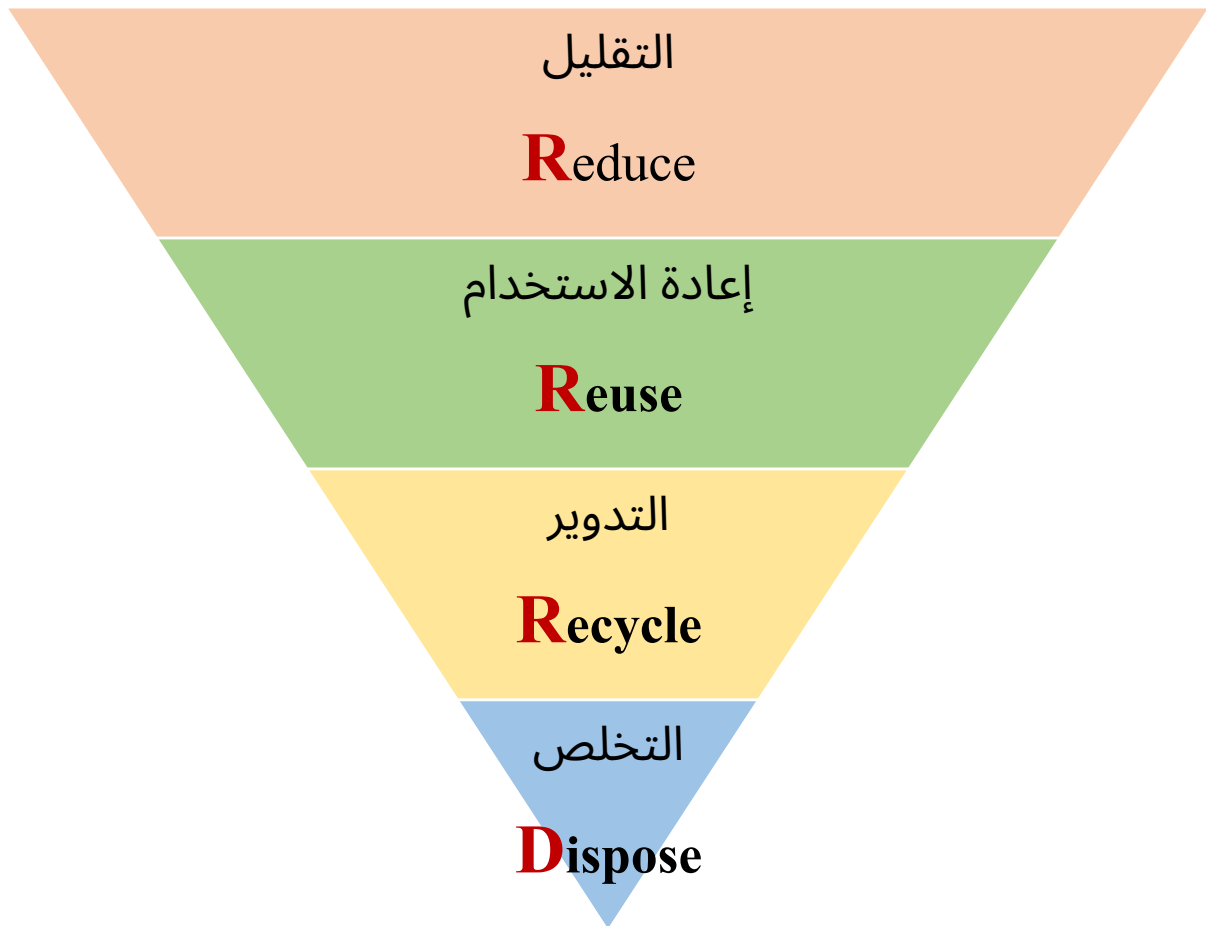 التقليل
Reduce
إعادة الاستخدام
Reuse
التدوير
Recycle
التخلص
Dispose